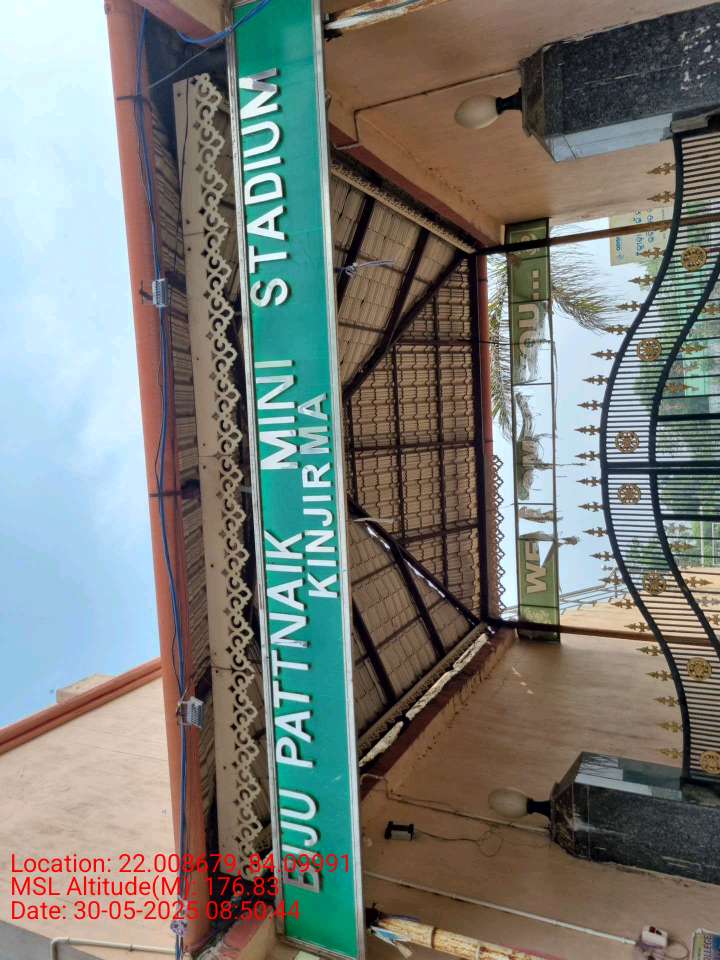 BIJU PATTNAIK MINI STADIUM
KINJIRMA
Location: 22.008679, 84.09991
MSL Altitude(M): 176.83
Date: 30-05-2025 08:50:44